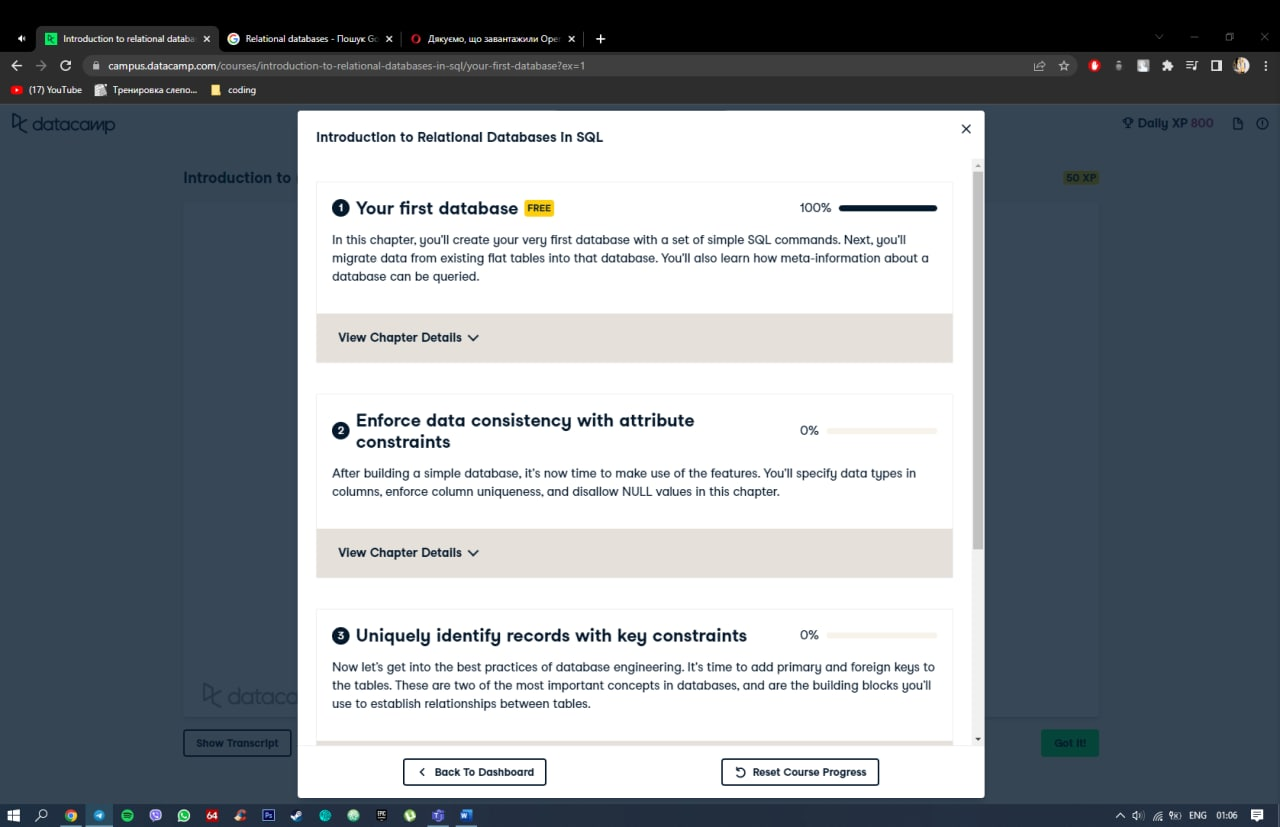 Introduction to relational databa
Relational databases - Пошук Go
Дякуємо, що завантажили Oper
campus.datacamp.com/courses/introduction-to-relational-databases-in-sql/your-first-database?ex=1
(17) YouTube
Тренировка слепо...
coding
datacamp
Daily XP 800
Introduction to Relational Databases in SQL
Introduction to
50 XP
1 Your first database FREE
100%
In this chapter, you'll create your very first database with a set of simple SQL commands. Next, you'll
migrate data from existing flat tables into that database. You'll also learn how meta-information about a
database can be queried.
View Chapter Details
2 Enforce data consistency with attribute
constraints
0%
After building a simple database, it's now time to make use of the features. You'll specify data types in
columns, enforce column uniqueness, and disallow NULL values in this chapter.
View Chapter Details
3 Uniquely identify records with key constraints
0%
Now let's get into the best practices of database engineering. It's time to add primary and foreign keys to
the tables. These are two of the most important concepts in databases, and are the building blocks you'll
use to establish relationships between tables.
dataca
Show Transcript
Got it!
Back To Dashboard
Reset Course Progress
64
Ps
EPIC
ENG
01:06